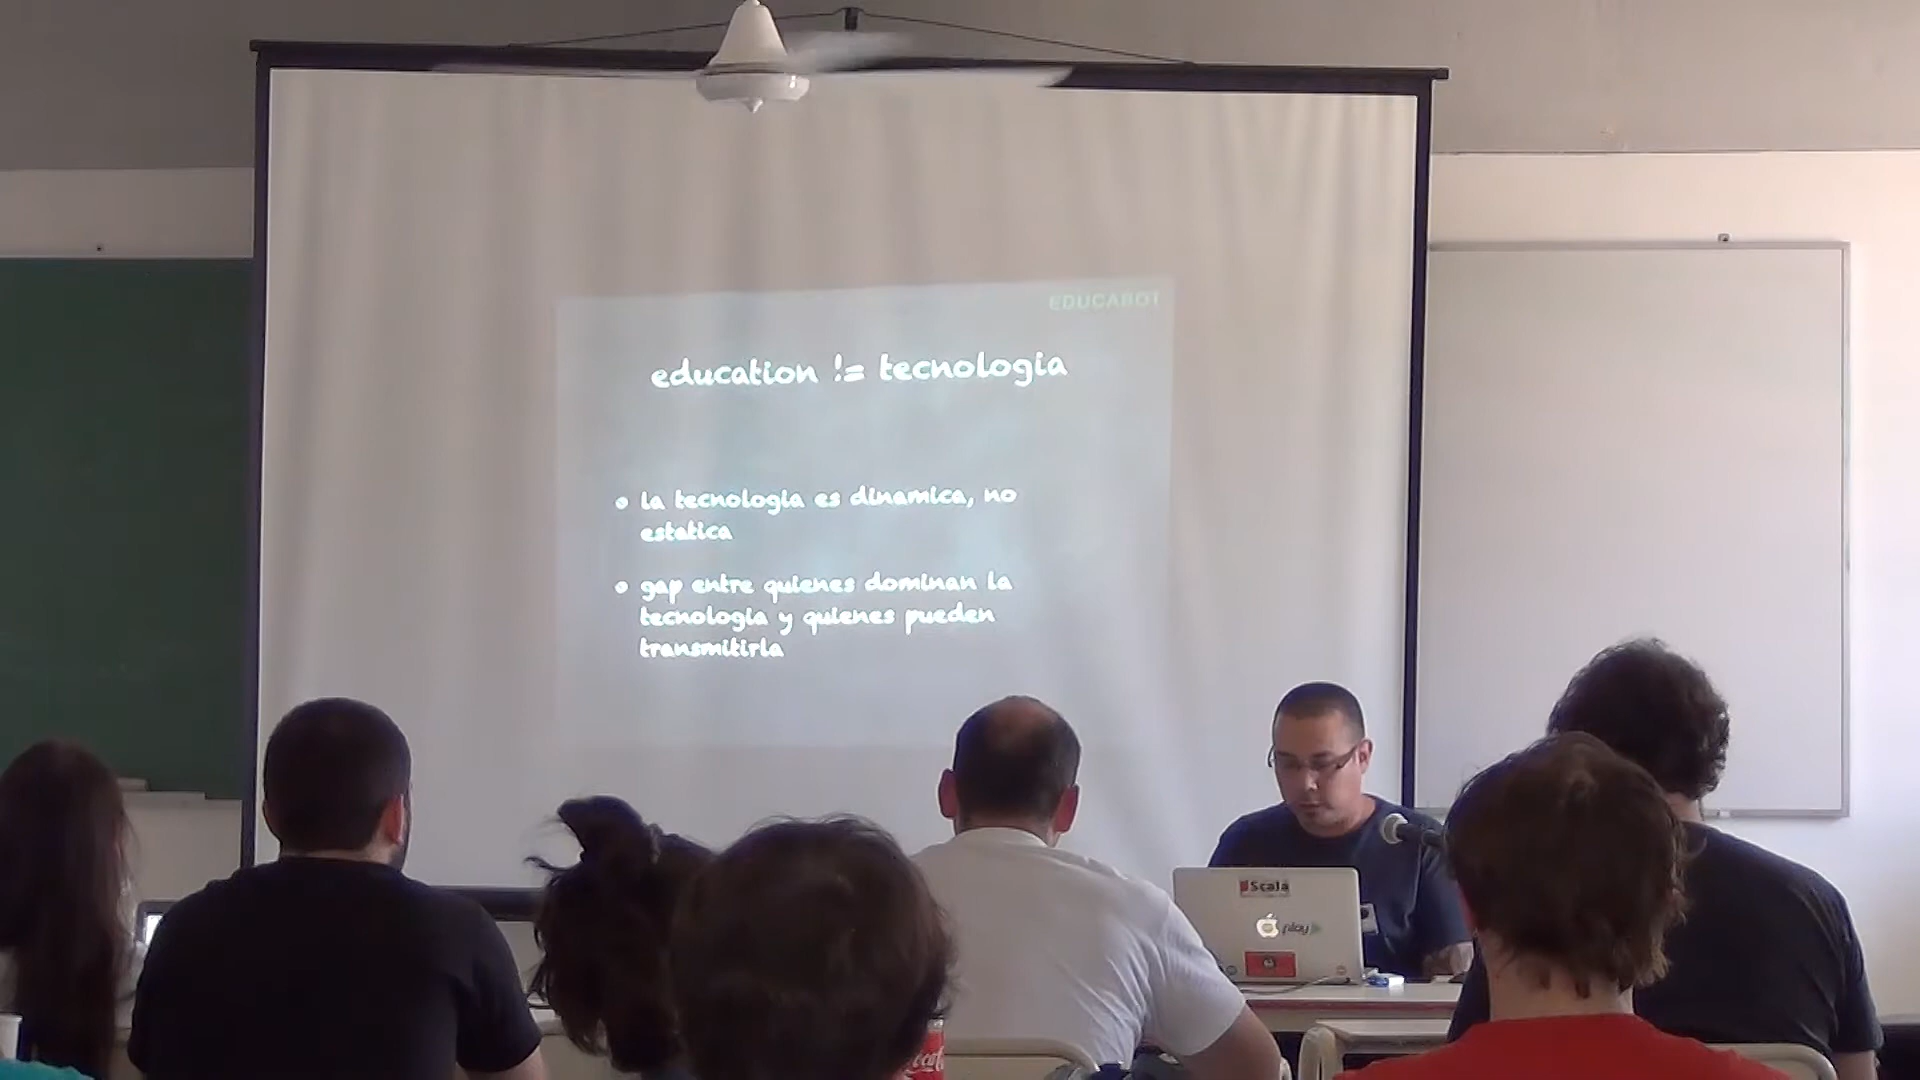 EDUCABOT
education != tecnologia
• la tecnologia es dinamica, no
estatica
• gap entre quienes dominan la
tecnologia y quienes pueden
transmitirla
Scala
play